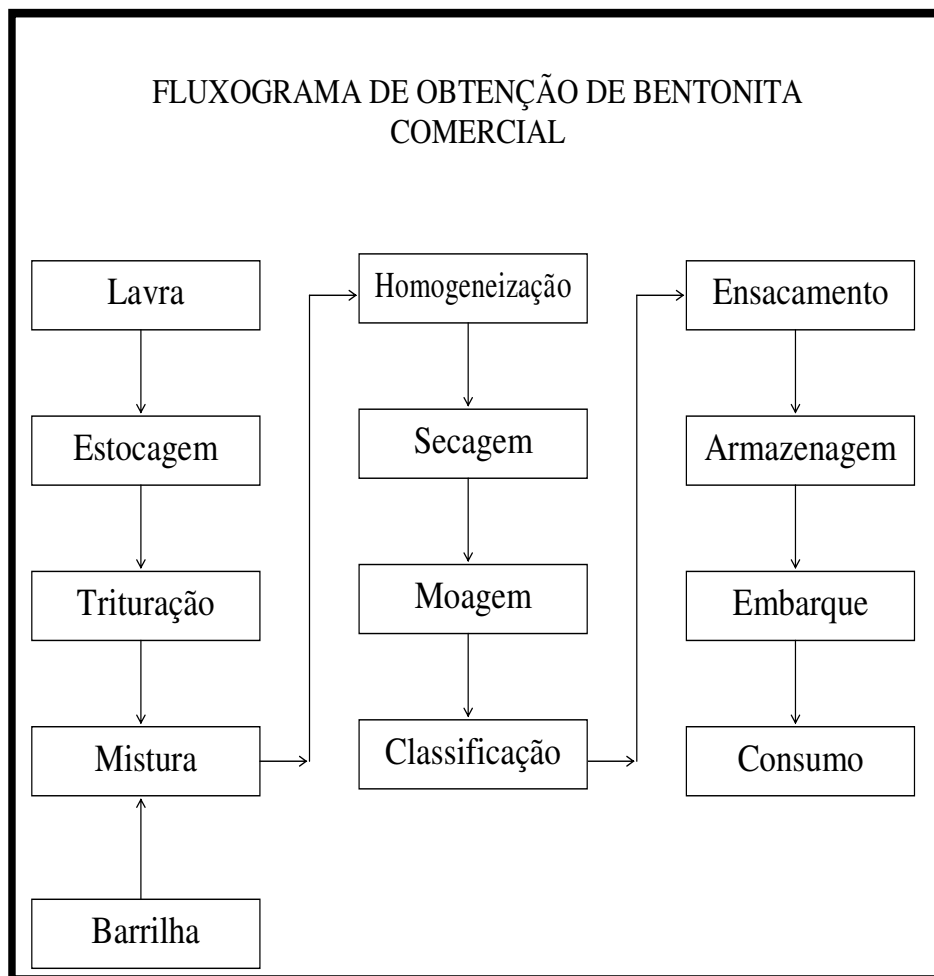 FLUXOGRAMA DE OBTENÇÃO DE BENTONITA
COMERCIAL
Lavra
Estocagem
Trituração
Mistura
Barrilha
Homogeneização
Secagem
Moagem
Classificação
Ensacamento
Armazenagem
Embarque
Consumo